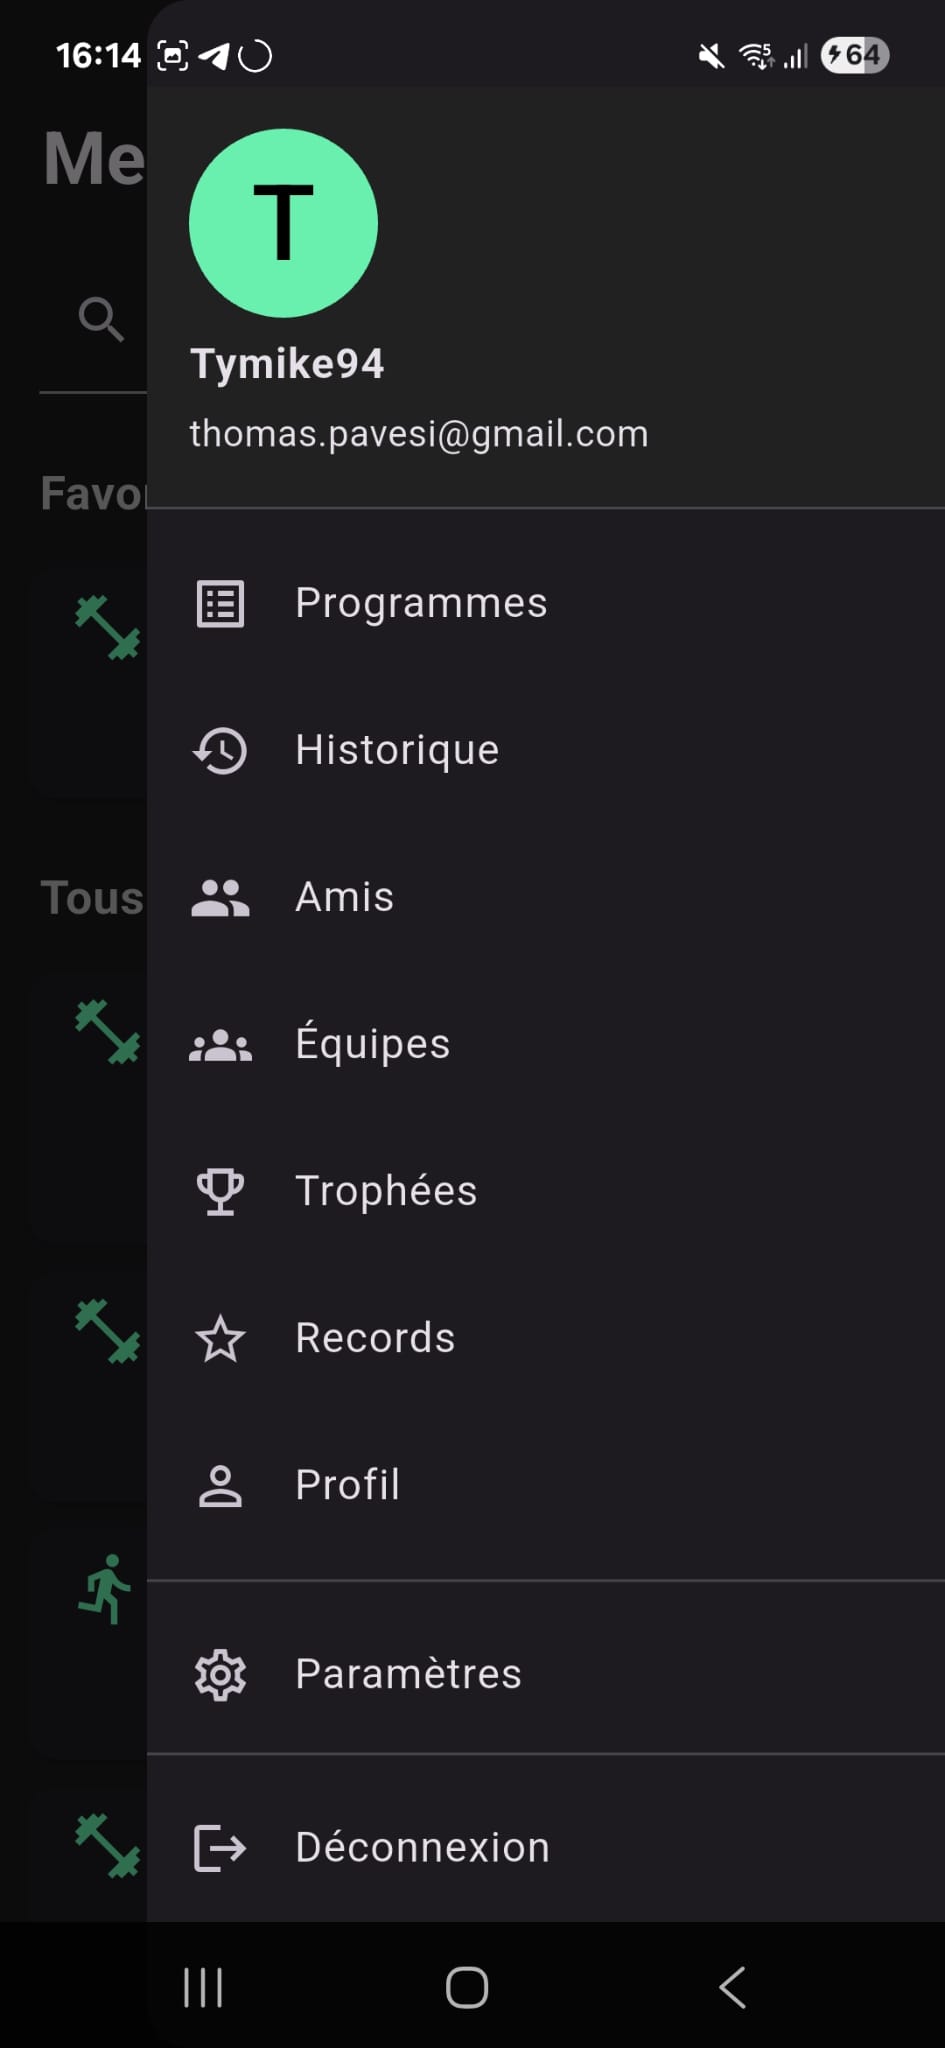 16:14
5
64
Me
T
Tymike94
thomas.pavesi@gmail.com
Programmes
Historique
Amis
Équipes
Trophées
Records
Profil
Paramètres
Déconnexion
Tous